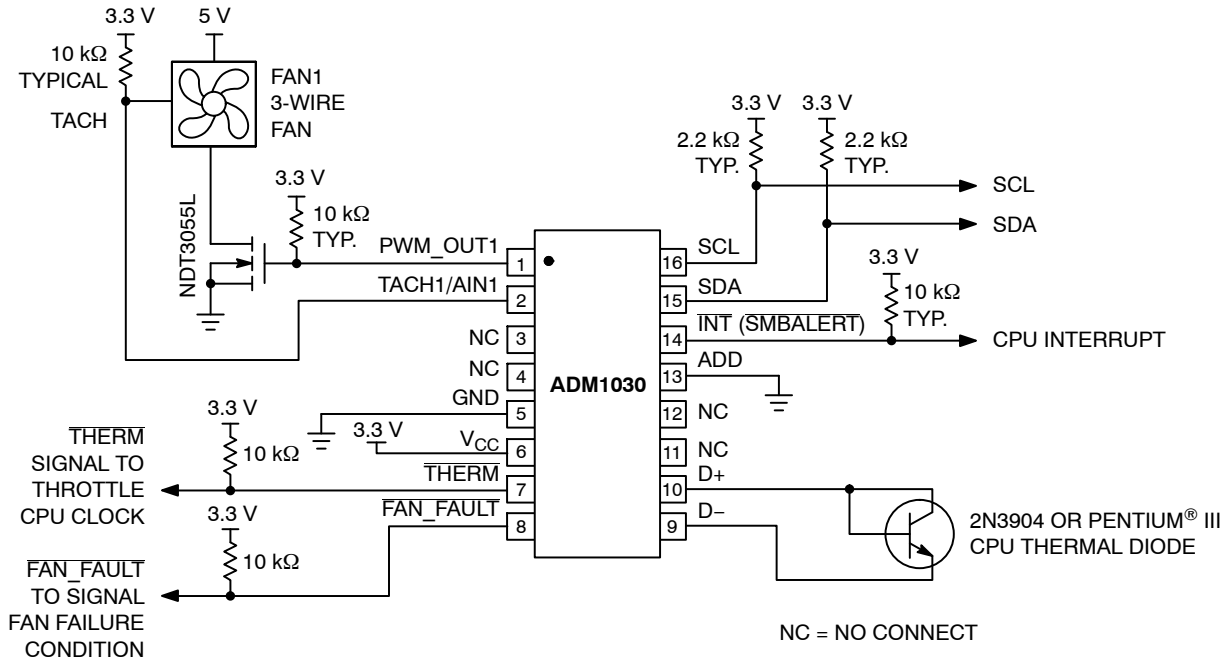 3.3 V
5 V
10 kΩ
TYPICAL
TACH
FAN1
3-WIRE
FAN
3.3 V
10 kΩ
TYP.
NDT3055L
PWM_OUT1
TACH1/AIN1
NC
NC
GND
3.3 V
VCC
THERM
FAN_FAULT
1
2
3
4
5
6
7
8
ADM1030
16
15
14
13
12
11
10
9
SCL
SDA
INT (SMBALERT)
ADD
NC
NC
D+
D−
3.3 V
3.3 V
2.2 kΩ
TYP.
2.2 kΩ
TYP.
SCL
SDA
3.3 V
10 kΩ
TYP.
CPU INTERRUPT
3.3 V
10 kΩ
THERM
SIGNAL TO
THROTTLE
CPU CLOCK
3.3 V
10 kΩ
FAN_FAULT
TO SIGNAL
FAN FAILURE
CONDITION
2N3904 OR PENTIUM® III
CPU THERMAL DIODE
NC = NO CONNECT